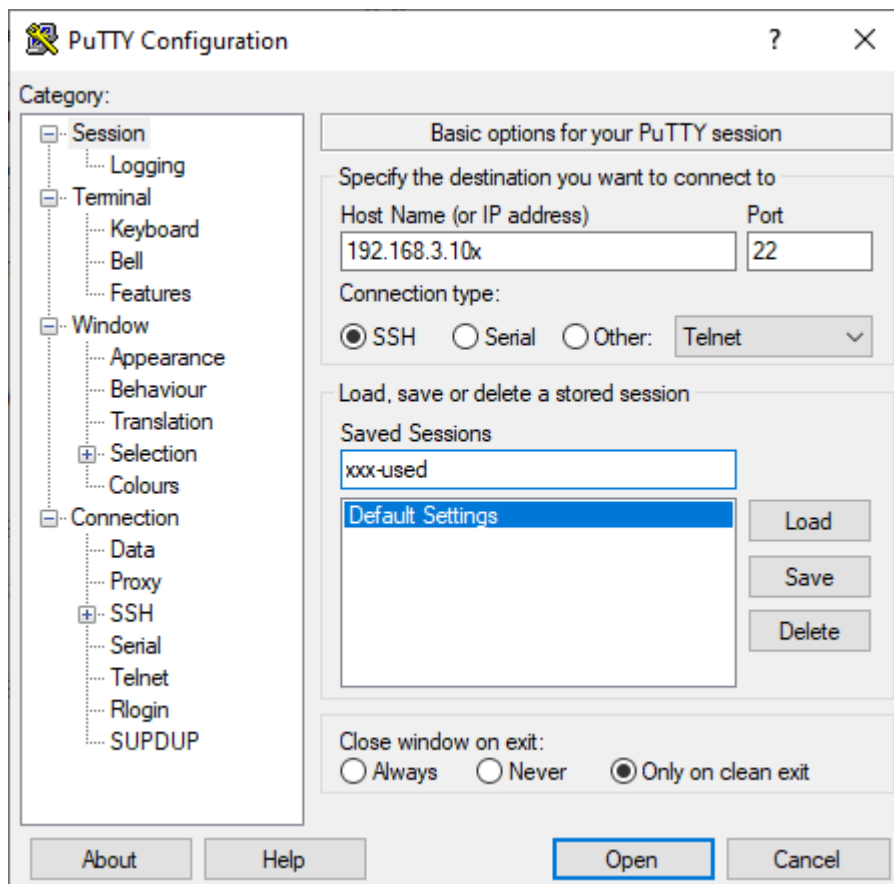 PuTTY Configuration
?
Category:
Session
Logging
Terminal
Keyboard
Bell
Features
Window
Appearance
Behaviour
Translation
Selection
Colours
Connection
Data
Proxy
SSH
Serial
Telnet
Rlogin
SUPDUP
Basic options for your PuTTY session
Specify the destination you want to connect to
Host Name (or IP address) Port
192.168.3.10x 22
Connection type:
SSH Serial Other: Telnet
Load, save or delete a stored session
Saved Sessions
xxx-used
Default Settings
Load
Save
Delete
Close window on exit:
Always Never Only on clean exit
About Help Open Cancel